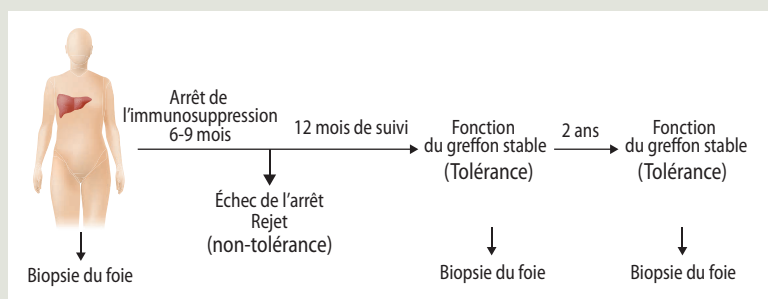 Arrêt de
l'immunosuppression
6-9 mois
12 mois de suivi
Fonction
du greffon stable
(Tolérance)
2 ans
Fonction
du greffon stable
(Tolérance)
Échec de l'arrêt
Rejet
(non-tolérance)
Biopsie du foie
Biopsie du foie
Biopsie du foie